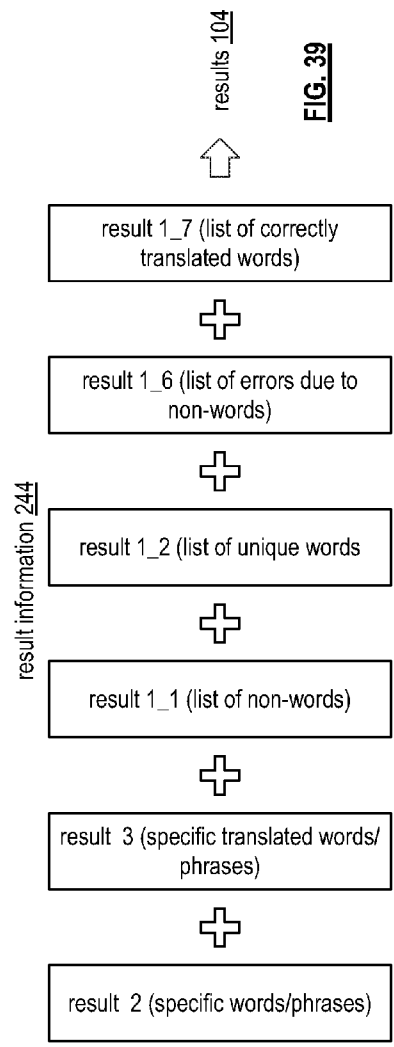 results 104
FIG. 39
result 1_7 (list of correctly
translated words)
result 1_6 (list of errors due to
non-words)
result information 244
result 1_2 (list of unique words
result 1_1 (list of non-words)
result 3 (specific translated words/
phrases)
result 2 (specific words/phrases)